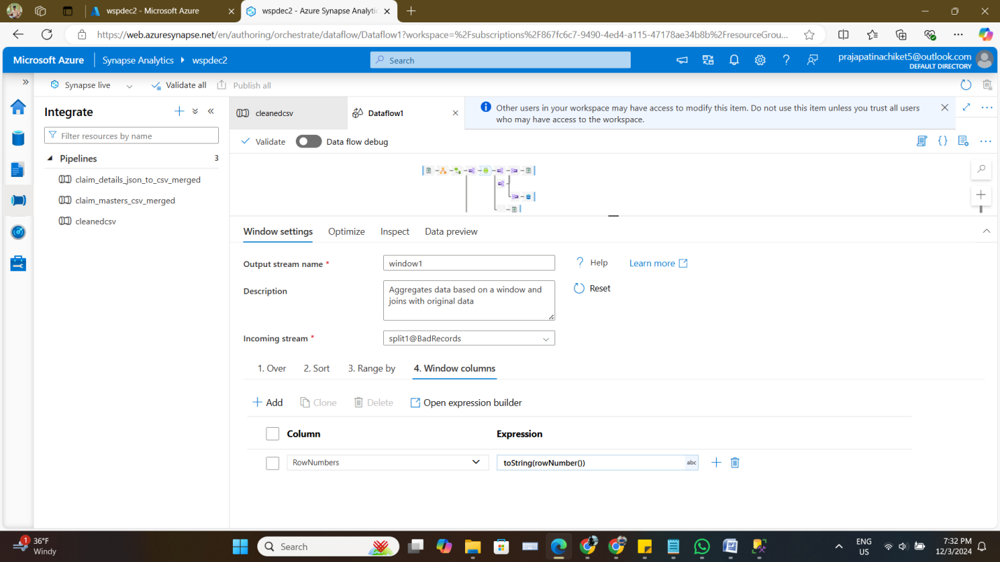 wspdec2 - Microsoft Azure
wspdec2 - Azure Synapse Analytic
https://web.azuresynapse.net/en/authoring/orchestrate/dataflow/Dataflow1?workspace=%2Fsubscriptions%2F867fc6c7-9490-4ed4-a115-47178ae34b8b%2FresourceGrou...
Microsoft Azure
Synapse Analytics
wspdec2
Search
prajapatinachiket5@outlook.com
DEFAULT DIRECTORY
Synapse live
Validate all
Publish all
Integrate
Filter resources by name
Pipelines
3
claim_details_json_to_csv_merged
claim_masters_csv_merged
cleanedcsv
cleanedcsv
Dataflow1
Other users in your workspace may have access to modify this item. Do not use this item unless you trust all users
who may have access to the workspace.
Validate
Data flow debug
Window settings
Optimize
Inspect
Data preview
Output stream name *
window1
Help
Learn more
Description
Aggregates data based on a window and
joins with original data
Reset
Incoming stream *
split1@BadRecords
1. Over
2. Sort
3. Range by
4. Window columns
Add
Clone
Delete
Open expression builder
Column
Expression
RowNumbers
toString(rowNumber())
abc
1
36°F
Windy
Search
ENG
US
7:32 PM
12/3/2024